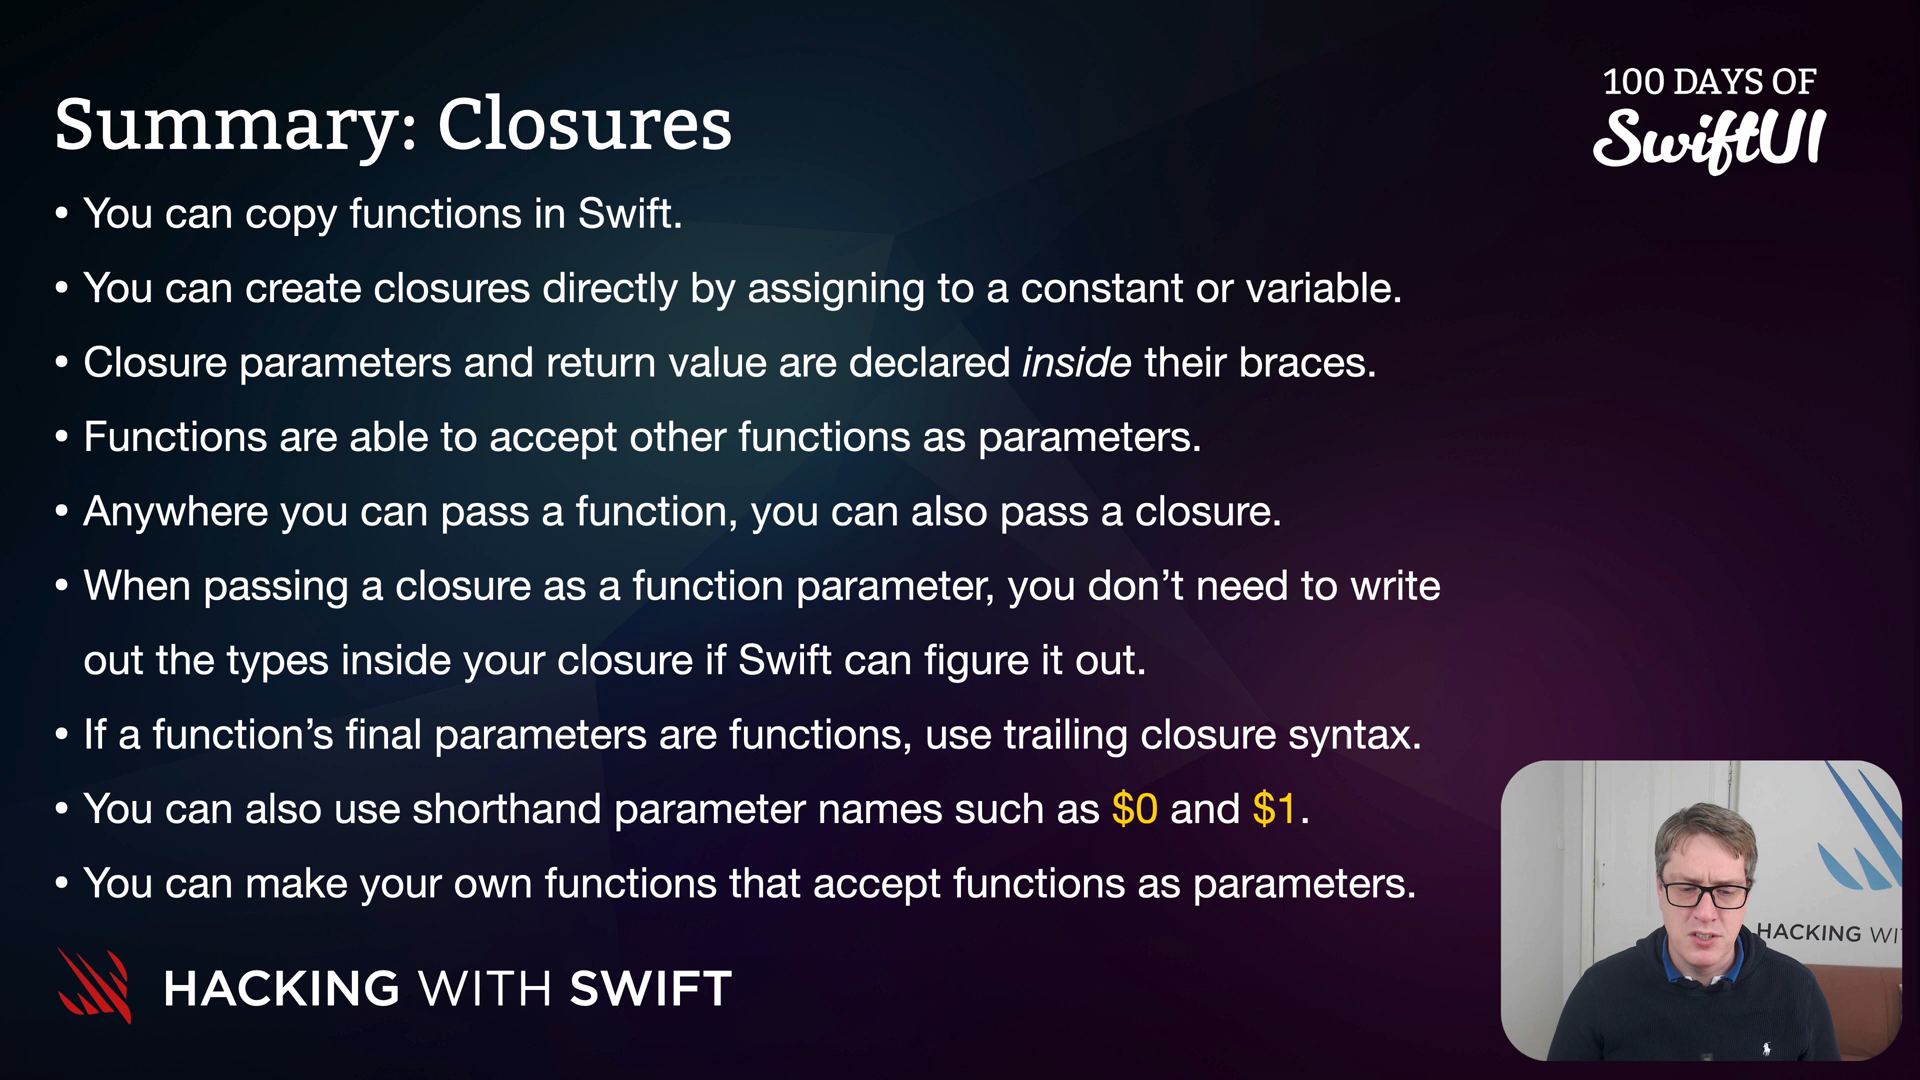 100 DAYS OF
SwiftUI
Summary: Closures
• You can copy functions in Swift.
• You can create closures directly by assigning to a constant or variable.
• Closure parameters and return value are declared inside their braces.
• Functions are able to accept other functions as parameters.
• Anywhere you can pass a function, you can also pass a closure.
• When passing a closure as a function parameter, you don’t need to write
out the types inside your closure if Swift can figure it out.
• If a function’s final parameters are functions, use trailing closure syntax.
• You can also use shorthand parameter names such as $0 and $1.
• You can make your own functions that accept functions as parameters.
HACKING WITH SWIFT
HACKING WI